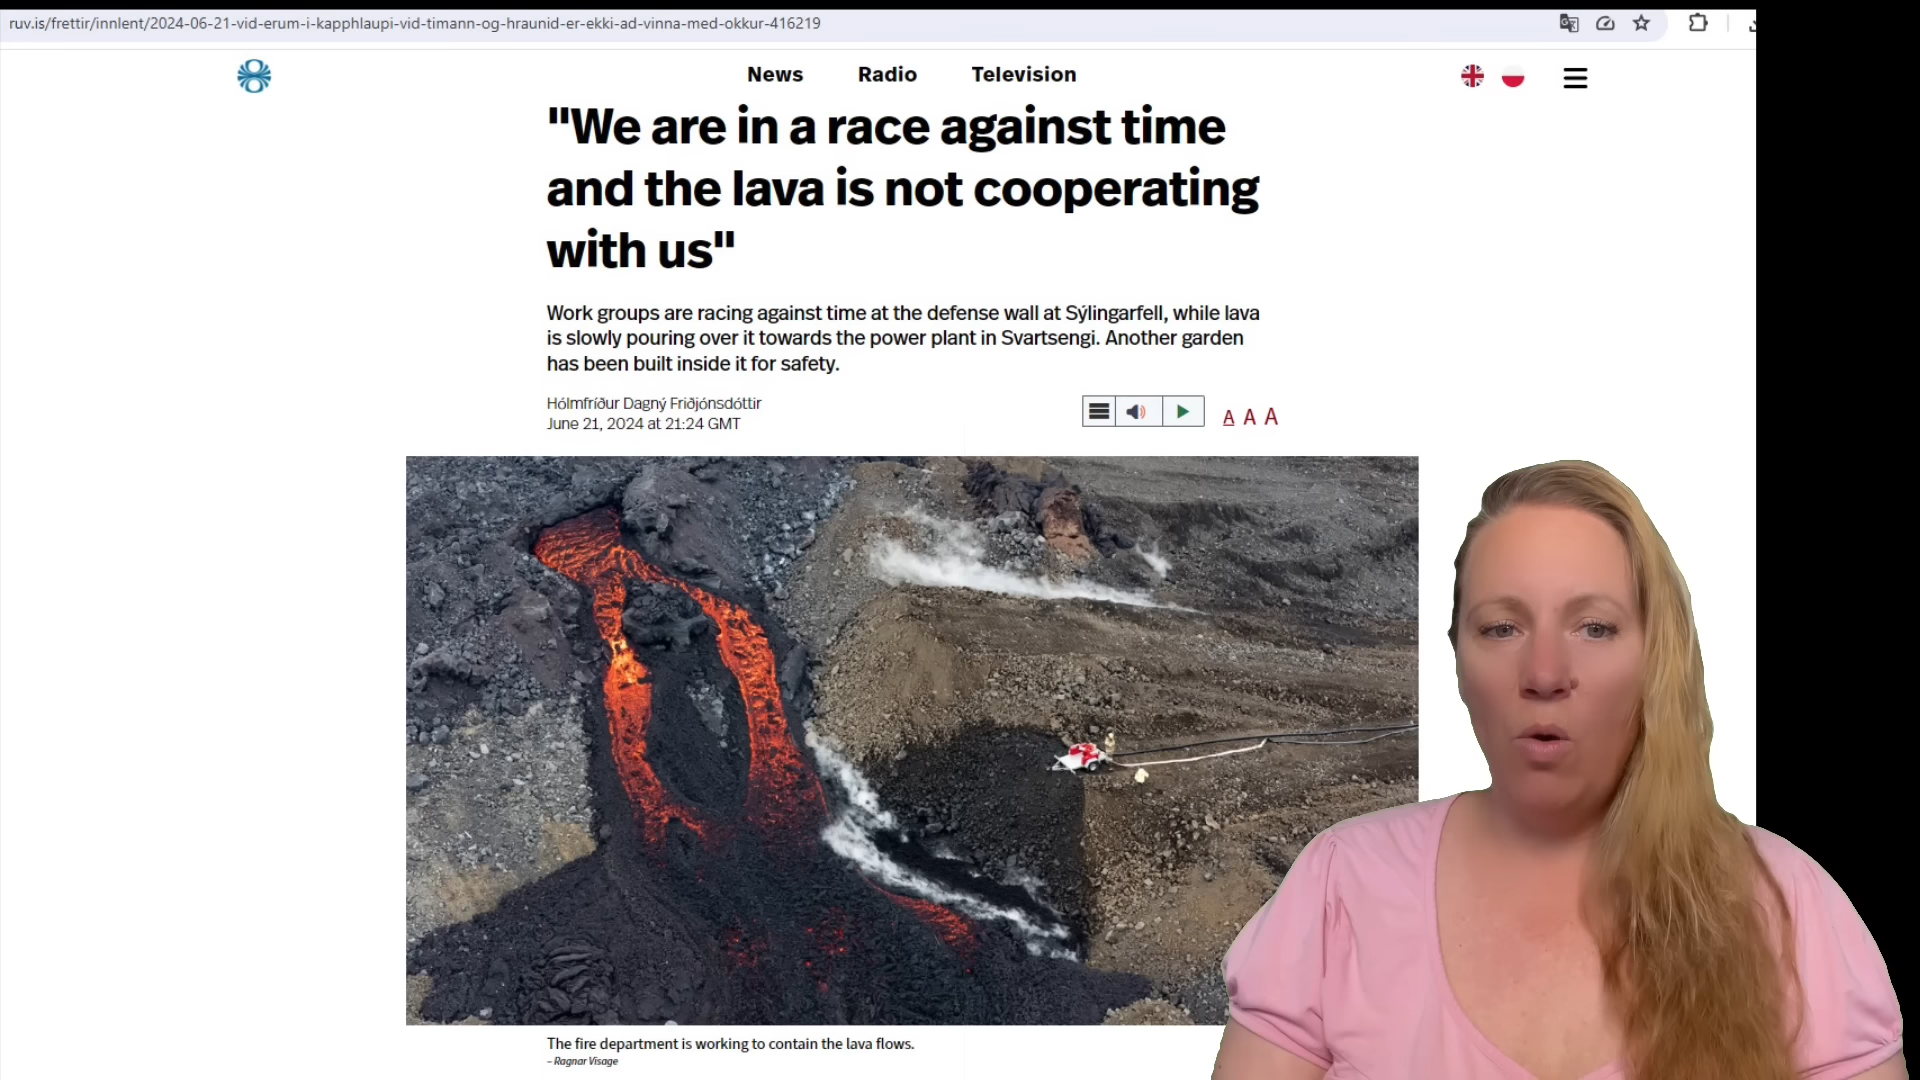 ruv.is/frettir/innlent/2024-06-21-vid-erum-i-kapphlaupi-vid-timann-og-hraunid-er-ekki-ad-vinna-med-okkur-416219
News Radio Television
"We are in a race against time
and the lava is not cooperating
with us"
Work groups are racing against time at the defense wall at Sýlingarfell, while lava
is slowly pouring over it towards the power plant in Svartsengi. Another garden
has been built inside it for safety.
Hólmfríður Dagný Friðjónsdóttir
June 21, 2024 at 21:24 GMT
A A A
The fire department is working to contain the lava flows.
– Ragnar Visage